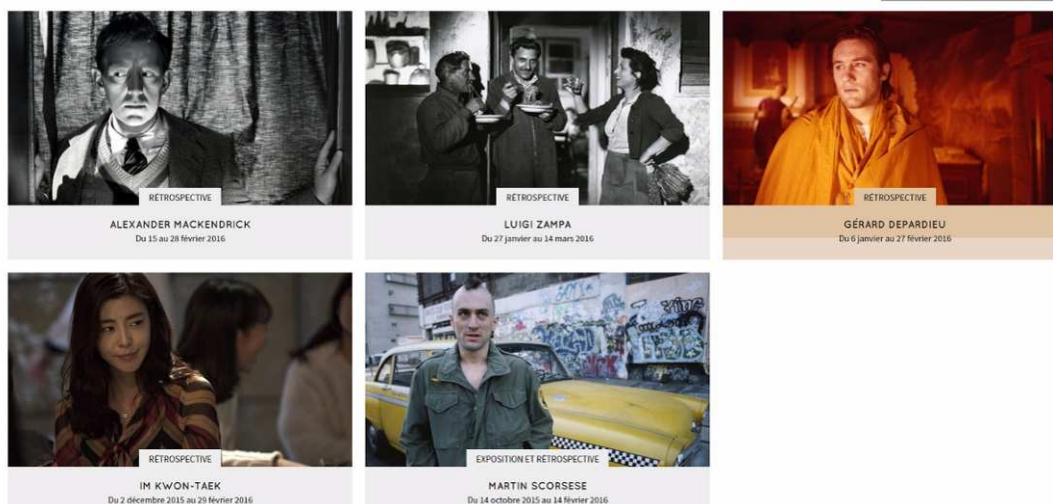 RÉTROSPECTIVE
ALEXANDER MACKENDRICK
Du 15 au 28 février 2016
RÉTROSPECTIVE
LUIGI ZAMPA
Du 27 janvier au 14 mars 2016
RÉTROSPECTIVE
GÉRARD DEPARDIEU
Du 6 janvier au 27 février 2016
RÉTROSPECTIVE
IM KWON-TAEK
Du 2 décembre 2015 au 29 février 2016
EXPOSITION ET RÉTROSPECTIVE
MARTIN SCORSESE
Du 14 octobre 2015 au 14 février 2016